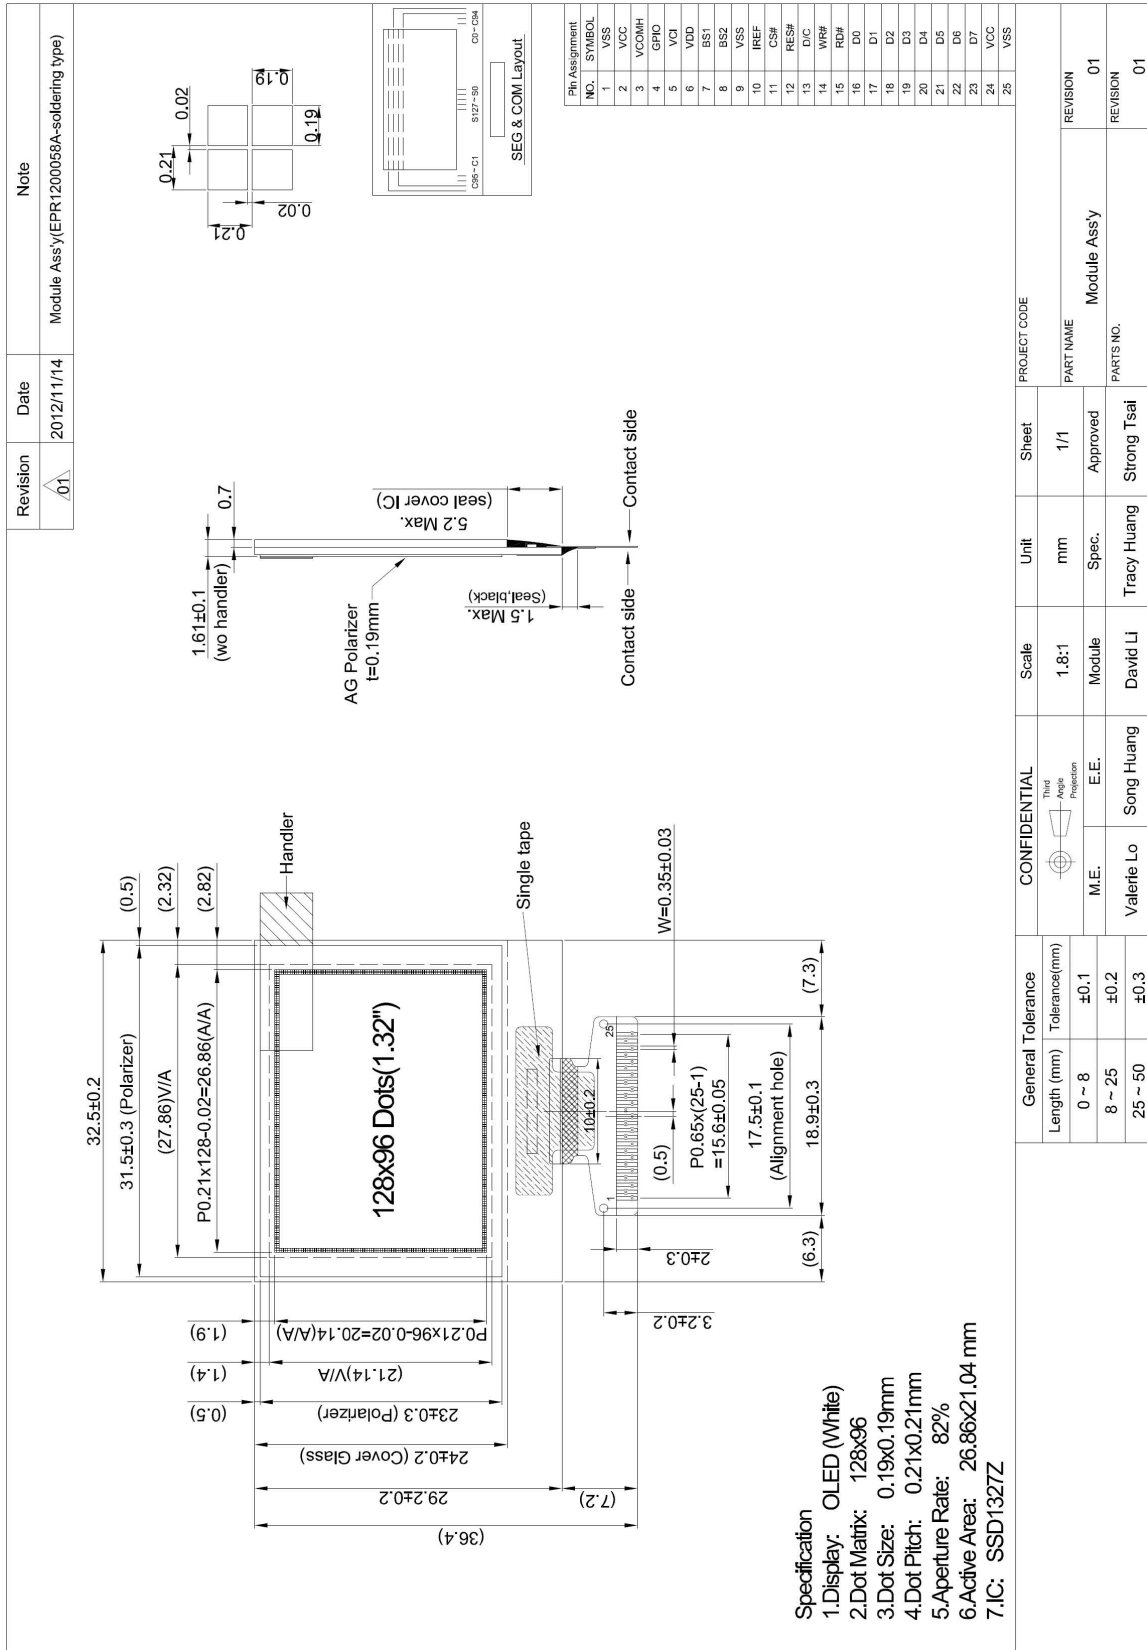 Revision Date Note
01 2012/11/14 Module Ass'y(EPR1200058A-soldering type)
32.5±0.2
31.5±0.3 (Polarizer)
(0.5)
(27.86)V/A
(2.32)
P0.21x128-0.02=26.86(A/A)
(2.82)
Handler
128x96 Dots(1.32")
(1.9)
P0.21x96-0.02=20.14(A/A)
(1.4)
(21.14)V/A
(0.5)
23±0.3 (Polarizer)
24±0.2 (Cover Glass)
29.2±0.2
(7.2)
(36.4)
Single tape
10±0.2
1
25
W=0.35±0.03
(0.5)
P0.65x(25-1)
=15.6±0.05
17.5±0.1
(Alignment hole)
18.9±0.3
(6.3)
(7.3)
2±0.3
3.2±0.2
1.61±0.1
(wo handler)
0.7
AG Polarizer
t=0.19mm
5.2 Max.
(seal cover IC)
1.5 Max.
(Seal,black)
Contact side
Contact side
0.21
0.02
0.21
0.02
0.19
0.19
C95 ~ C1
S127 ~ S0
C0 ~ C94
SEG & COM Layout
Pin Assignment
NO. SYMBOL
1 VSS
2 VCC
3 VCOMH
4 GPIO
5 VCI
6 VDD
7 BS1
8 BS2
9 VSS
10 IREF
11 CS#
12 RES#
13 D/C
14 WR#
15 RD#
16 D0
17 D1
18 D2
19 D3
20 D4
21 D5
22 D6
23 D7
24 VCC
25 VSS
Specification
1.Display: OLED (White)
2.Dot Matrix: 128x96
3.Dot Size: 0.19x0.19mm
4.Dot Pitch: 0.21x0.21mm
5.Aperture Rate: 82%
6.Active Area: 26.86x21.04 mm
7.IC: SSD1327Z
General Tolerance
Length (mm) Tolerance(mm)
0 ~ 8 ±0.1
8 ~ 25 ±0.2
25 ~ 50 ±0.3
CONFIDENTIAL
Third
Angle
Projection
Scale Unit Sheet
1.8:1 mm 1/1
M.E. E.E. Module Spec. Approved
Valerie Lo Song Huang David Li Tracy Huang Strong Tsai
PROJECT CODE
PART NAME
Module Ass'y
REVISION
01
PARTS NO.
REVISION
01